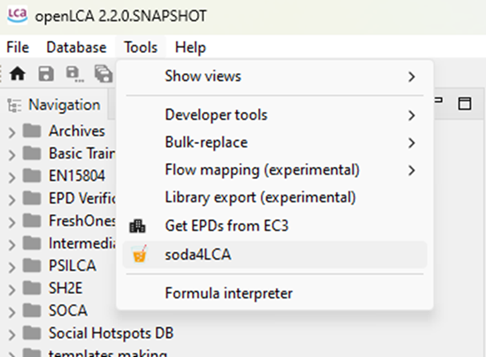 LCA openLCA 2.2.0.SNAPSHOT
File Database Tools Help
Navigation
Show views
Archives
Developer tools
Basic Train
Bulk-replace
EN15804
Flow mapping (experimental)
EPD Verific
Library export (experimental)
FreshOnes
Get EPDs from EC3
Intermedia
soda4LCA
PSILCA
SH2E
Formula interpreter
SOCA
Social Hotspots DB
templates making